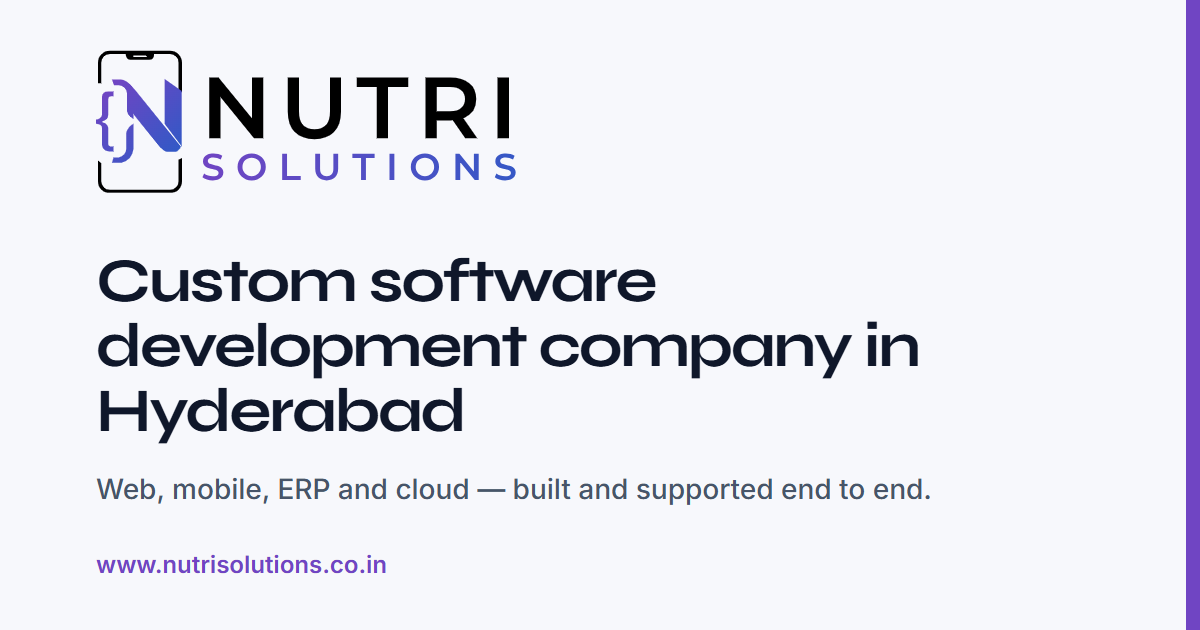 NUTRI
SOLUTIONS
Custom software
development company in
Hyderabad
Web, mobile, ERP and cloud — built and supported end to end.
www.nutrisolutions.co.in